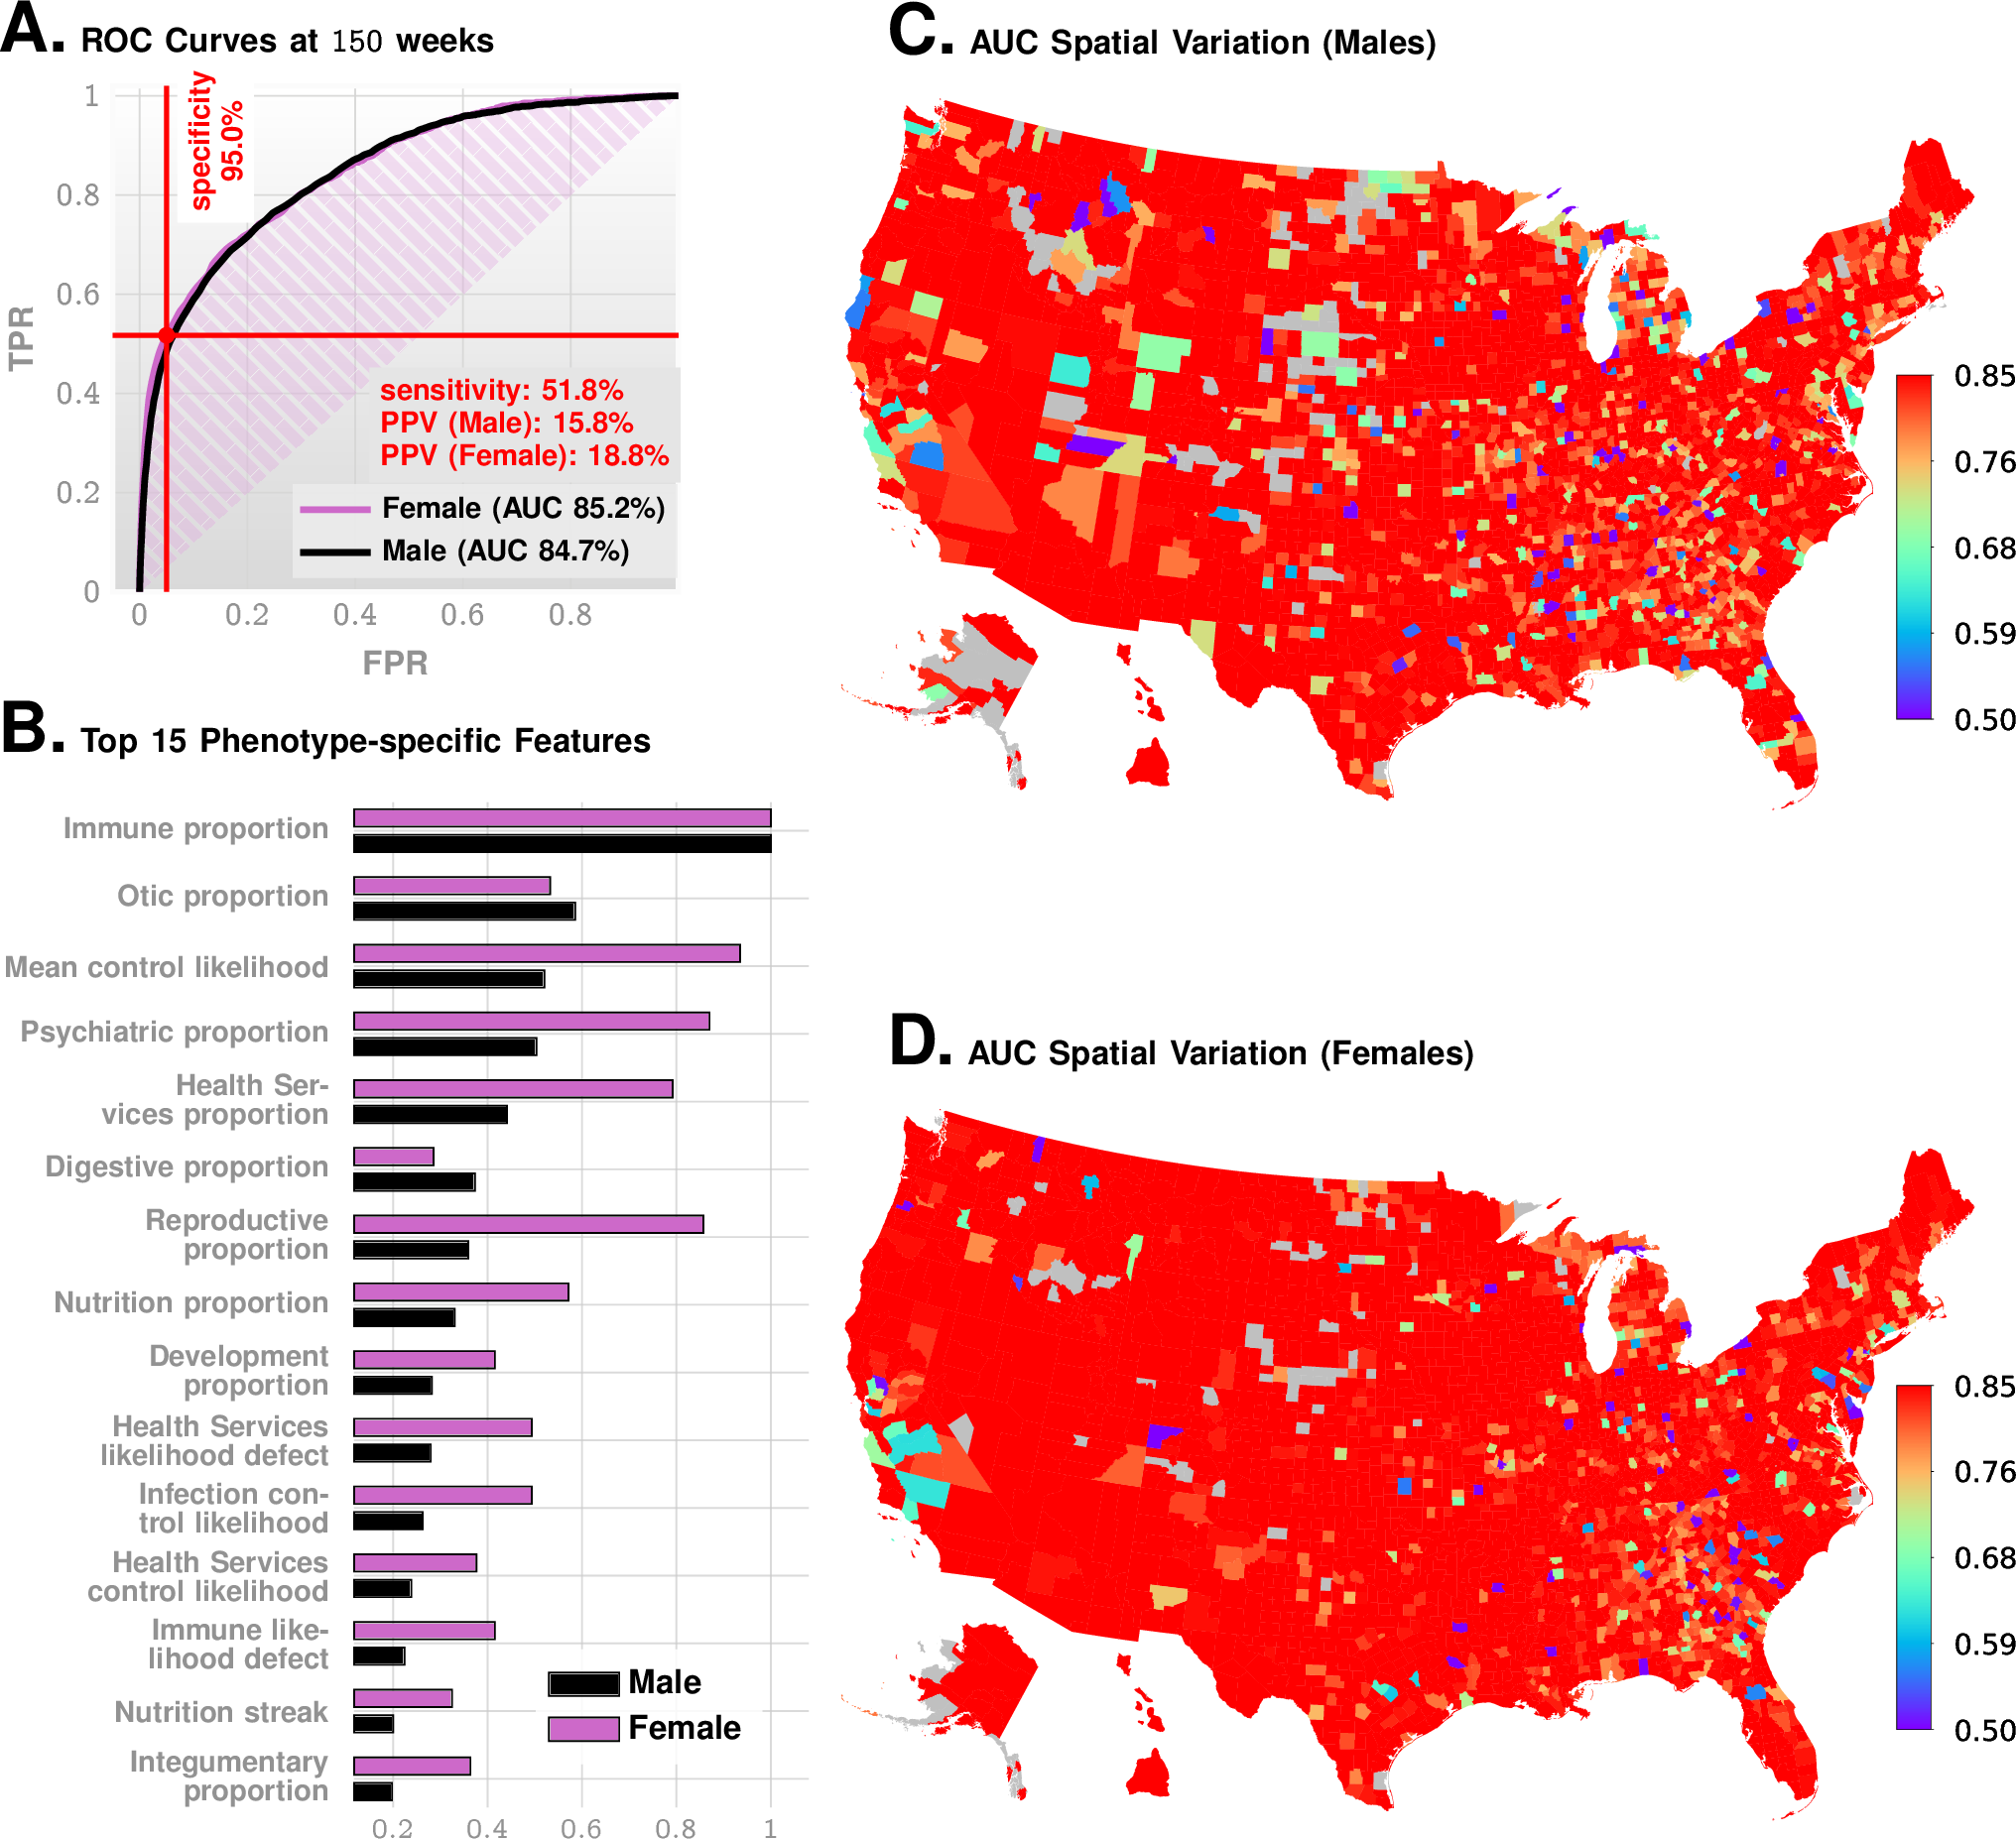 A. ROC Curves at 150 weeks
1
0.8
0.6
0.4
0.2
0
TPR
specificity
95.0%
sensitivity: 51.8%
PPV (Male): 15.8%
PPV (Female): 18.8%
Female (AUC 85.2%)
Male (AUC 84.7%)
0 0.2 0.4 0.6 0.8
FPR
B. Top 15 Phenotype-specific Features
Immune proportion
Otic proportion
Mean control likelihood
Psychiatric proportion
Health Ser-
vices proportion
Digestive proportion
Reproductive
proportion
Nutrition proportion
Development
proportion
Health Services
likelihood defect
Infection con-
trol likelihood
Health Services
control likelihood
Immune like-
lihood defect
Nutrition streak
Integumentary
proportion
Male
Female
0.2 0.4 0.6 0.8 1
C. AUC Spatial Variation (Males)
0.85
0.76
0.68
0.59
0.50
D. AUC Spatial Variation (Females)
0.85
0.76
0.68
0.59
0.50